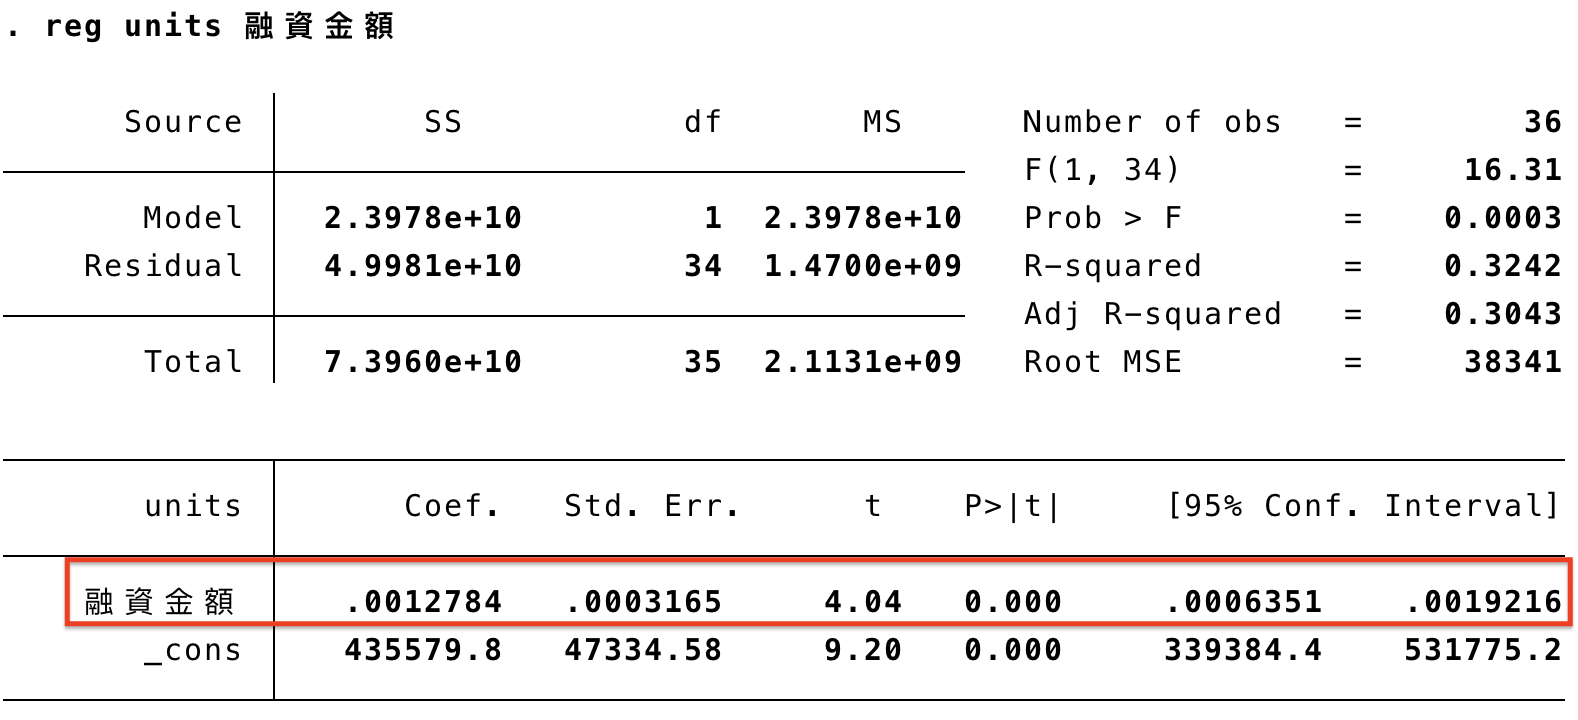 . reg units 融資金額
Source SS df MS Number of obs = 36
F(1, 34) = 16.31
Model 2.3978e+10 1 2.3978e+10 Prob > F = 0.0003
Residual 4.9981e+10 34 1.4700e+09 R-squared = 0.3242
Adj R-squared = 0.3043
Total 7.3960e+10 35 2.1131e+09 Root MSE = 38341
units Coef. Std. Err. t P>|t| [95% Conf. Interval]
融資金額 .0012784 .0003165 4.04 0.000 .0006351 .0019216
_cons 435579.8 47334.58 9.20 0.000 339384.4 531775.2